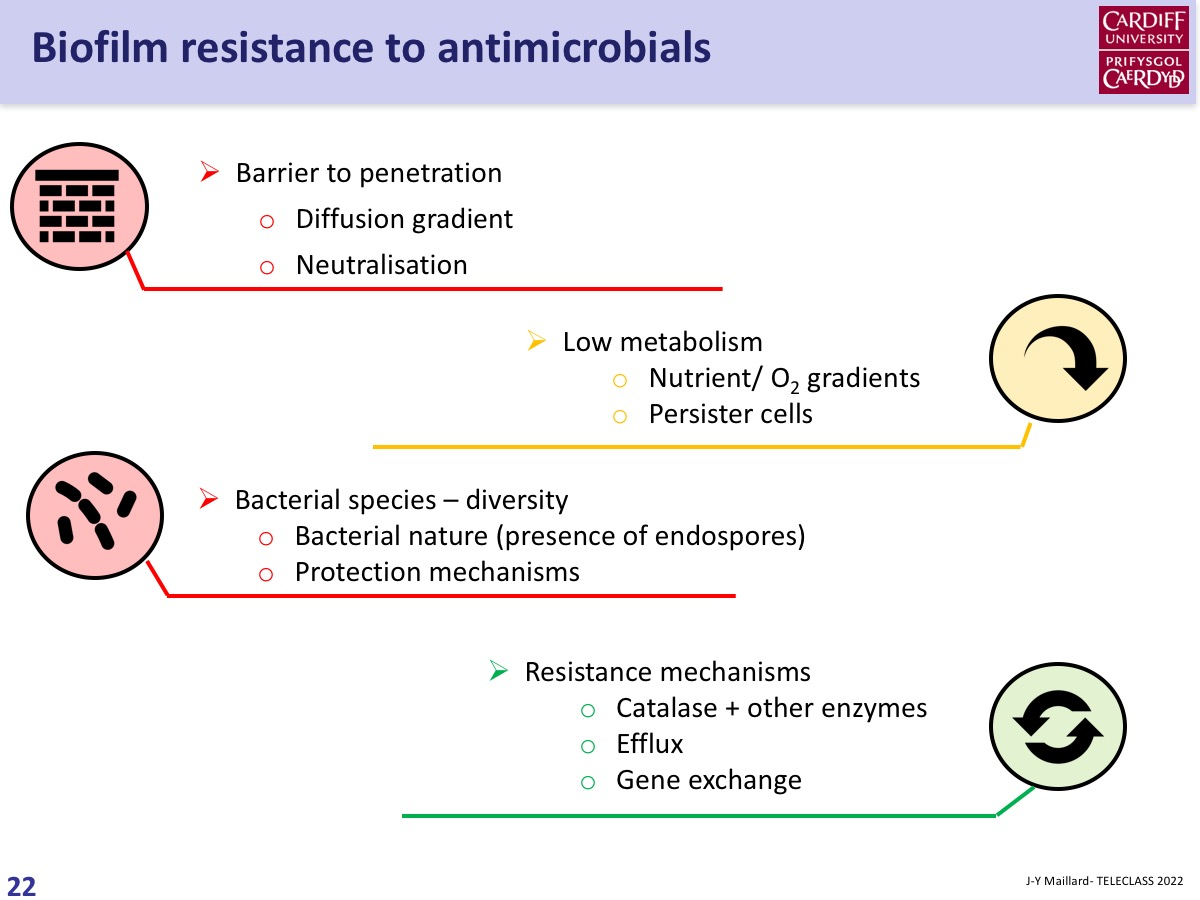 Biofilm resistance to antimicrobials
CARDIFF
UNIVERSITY
PRIFYSGOL
CAERDYDD
Barrier to penetration
Diffusion gradient
Neutralisation
Low metabolism
Nutrient/ O₂ gradients
Persister cells
Bacterial species – diversity
Bacterial nature (presence of endospores)
Protection mechanisms
Resistance mechanisms
Catalase + other enzymes
Efflux
Gene exchange
22
J-Y Maillard- TELECLASS 2022